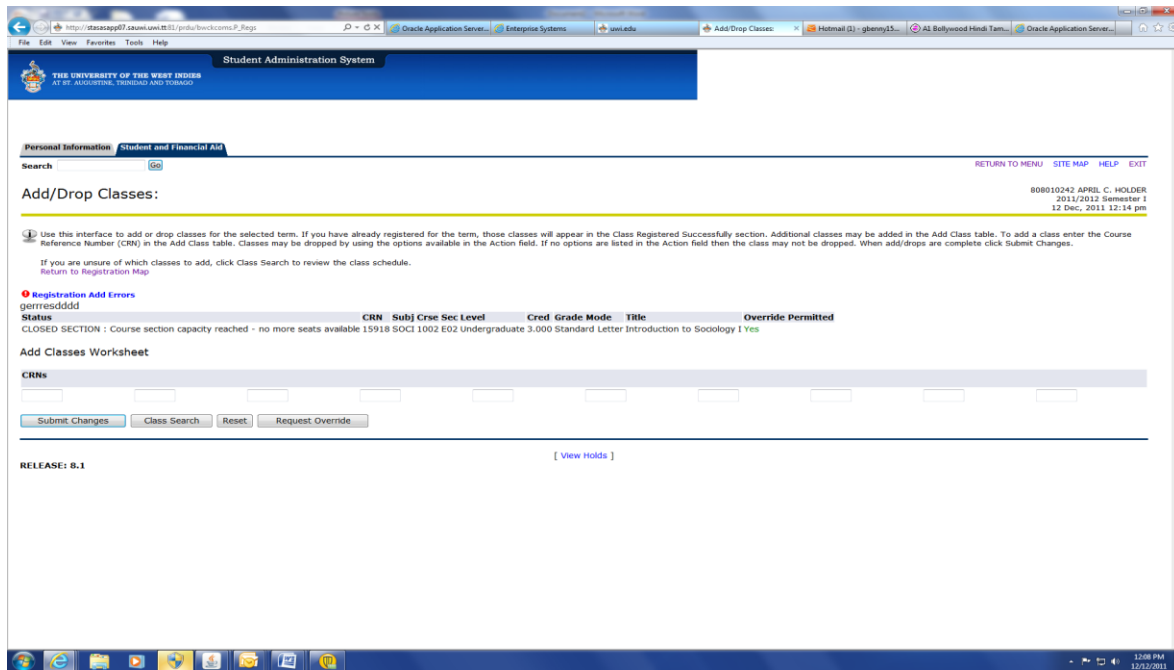 http://stasasapp07.sauwi.uwi.tt:81/prdu/bwckcoms.P_Regs
Oracle Application Server...
Enterprise Systems
uwi.edu
Add/Drop Classes:
Hotmail (1) - gbenny15...
A1 Bollywood Hindi Tam...
Oracle Application Server...
File Edit View Favorites Tools Help
Student Administration System
THE UNIVERSITY OF THE WEST INDIES
AT ST. AUGUSTINE, TRINIDAD AND TOBAGO
Personal Information Student and Financial Aid
Search Go
RETURN TO MENU SITE MAP HELP EXIT
Add/Drop Classes:
808010242 APRIL C. HOLDER
2011/2012 Semester I
12 Dec, 2011 12:14 pm
Use this interface to add or drop classes for the selected term. If you have already registered for the term, those classes will appear in the Class Registered Successfully section. Additional classes may be added in the Add Class table. To add a class enter the Course
Reference Number (CRN) in the Add Class table. Classes may be dropped by using the options available in the Action field. If no options are listed in the Action field then the class may not be dropped. When add/drops are complete click Submit Changes.
If you are unsure of which classes to add, click Class Search to review the class schedule.
Return to Registration Map
Registration Add Errors
gerrresdddd
Status CRN Subj Crse Sec Level Cred Grade Mode Title Override Permitted
CLOSED SECTION : Course section capacity reached - no more seats available 15918 SOCI 1002 E02 Undergraduate 3.000 Standard Letter Introduction to Sociology I Yes
Add Classes Worksheet
CRNs
Submit Changes Class Search Reset Request Override
[ View Holds ]
RELEASE: 8.1
12:08 PM
12/12/2011